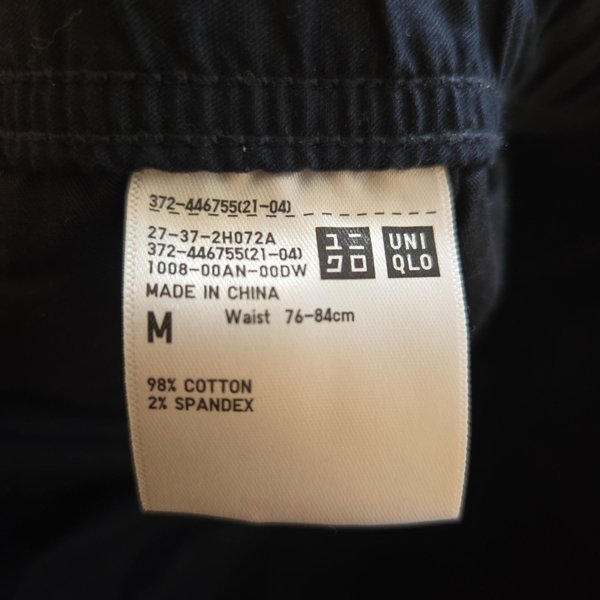 372-446755(21-04)
27-37-2H072A
372-446755(21-04)
1008-00AN-00DW
ユニ
クロ
UNI
QLO
MADE IN CHINA
M
Waist 76-84cm
98% COTTON
2% SPANDEX